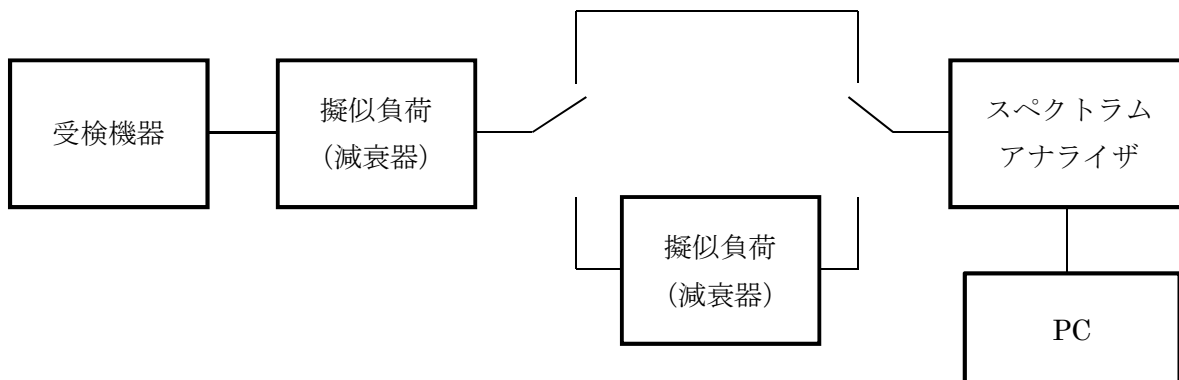 受検機器
擬似負荷
（減衰器）
擬似負荷
（減衰器）
スペクトラム
アナライザ
PC